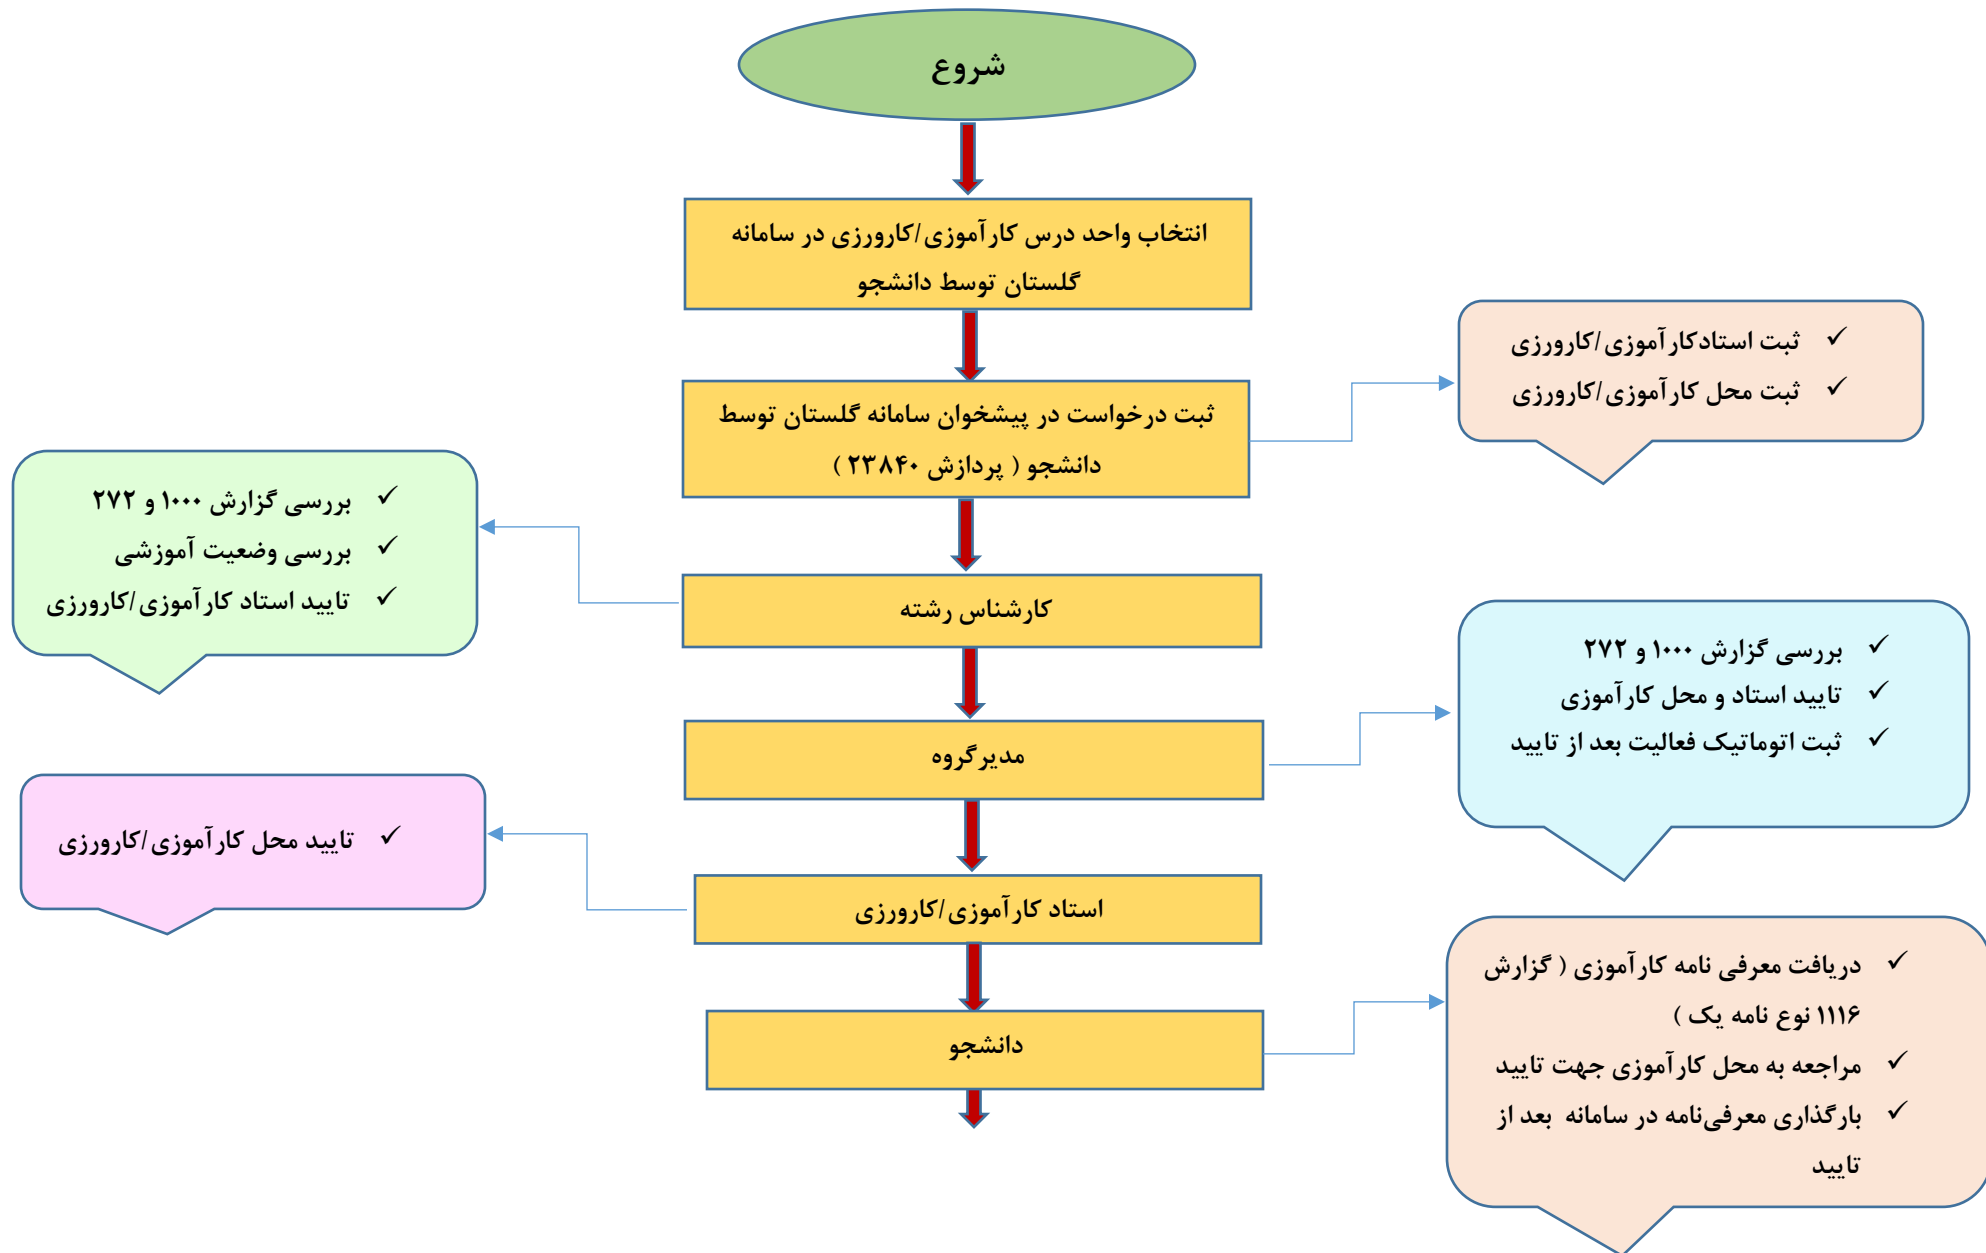 شروع
انتخاب واحد درس کارآموزی/کارورزی در سامانه
گلستان توسط دانشجو
ثبت درخواست در پیشخوان سامانه گلستان توسط
دانشجو ( پردازش ۲۳۸۴۰ )
✓ ثبت استادکارآموزی/کارورزی
✓ ثبت محل کارآموزی/کارورزی
کارشناس رشته
✓ بررسی گزارش ۱۰۰۰ و ۲۷۲
✓ بررسی وضعیت آموزشی
✓ تایید استاد کارآموزی/کارورزی
مدیرگروه
✓ بررسی گزارش ۱۰۰۰ و ۲۷۲
✓ تایید استاد و محل کارآموزی
✓ ثبت اتوماتیک فعالیت بعد از تایید
استاد کارآموزی/کارورزی
✓ تایید محل کارآموزی/کارورزی
دانشجو
✓ دریافت معرفی نامه کارآموزی ( گزارش
۱۱۱۶ نوع نامه یک )
✓ مراجعه به محل کارآموزی جهت تایید
✓ بارگذاری معرفی‌نامه در سامانه بعد از
تایید